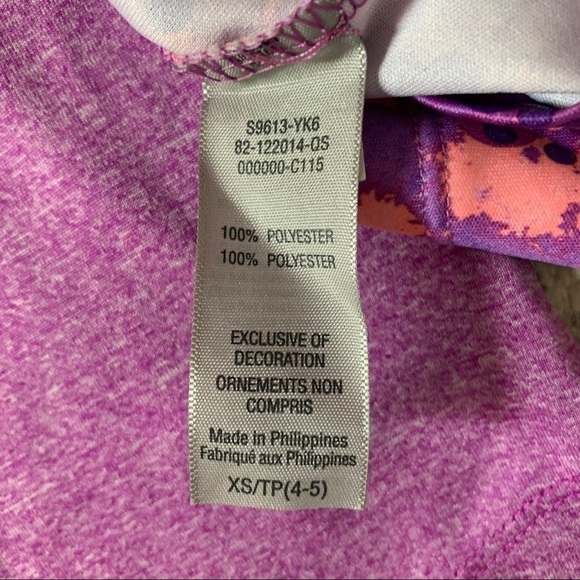 S9613-YK6
82-122014-QS
000000-C115
100% POLYESTER
100% POLYESTER
EXCLUSIVE OF
DECORATION
ORNEMENTS NON
COMPRIS
Made in Philippines
Fabriqué aux Philippines
XS/TP(4-5)